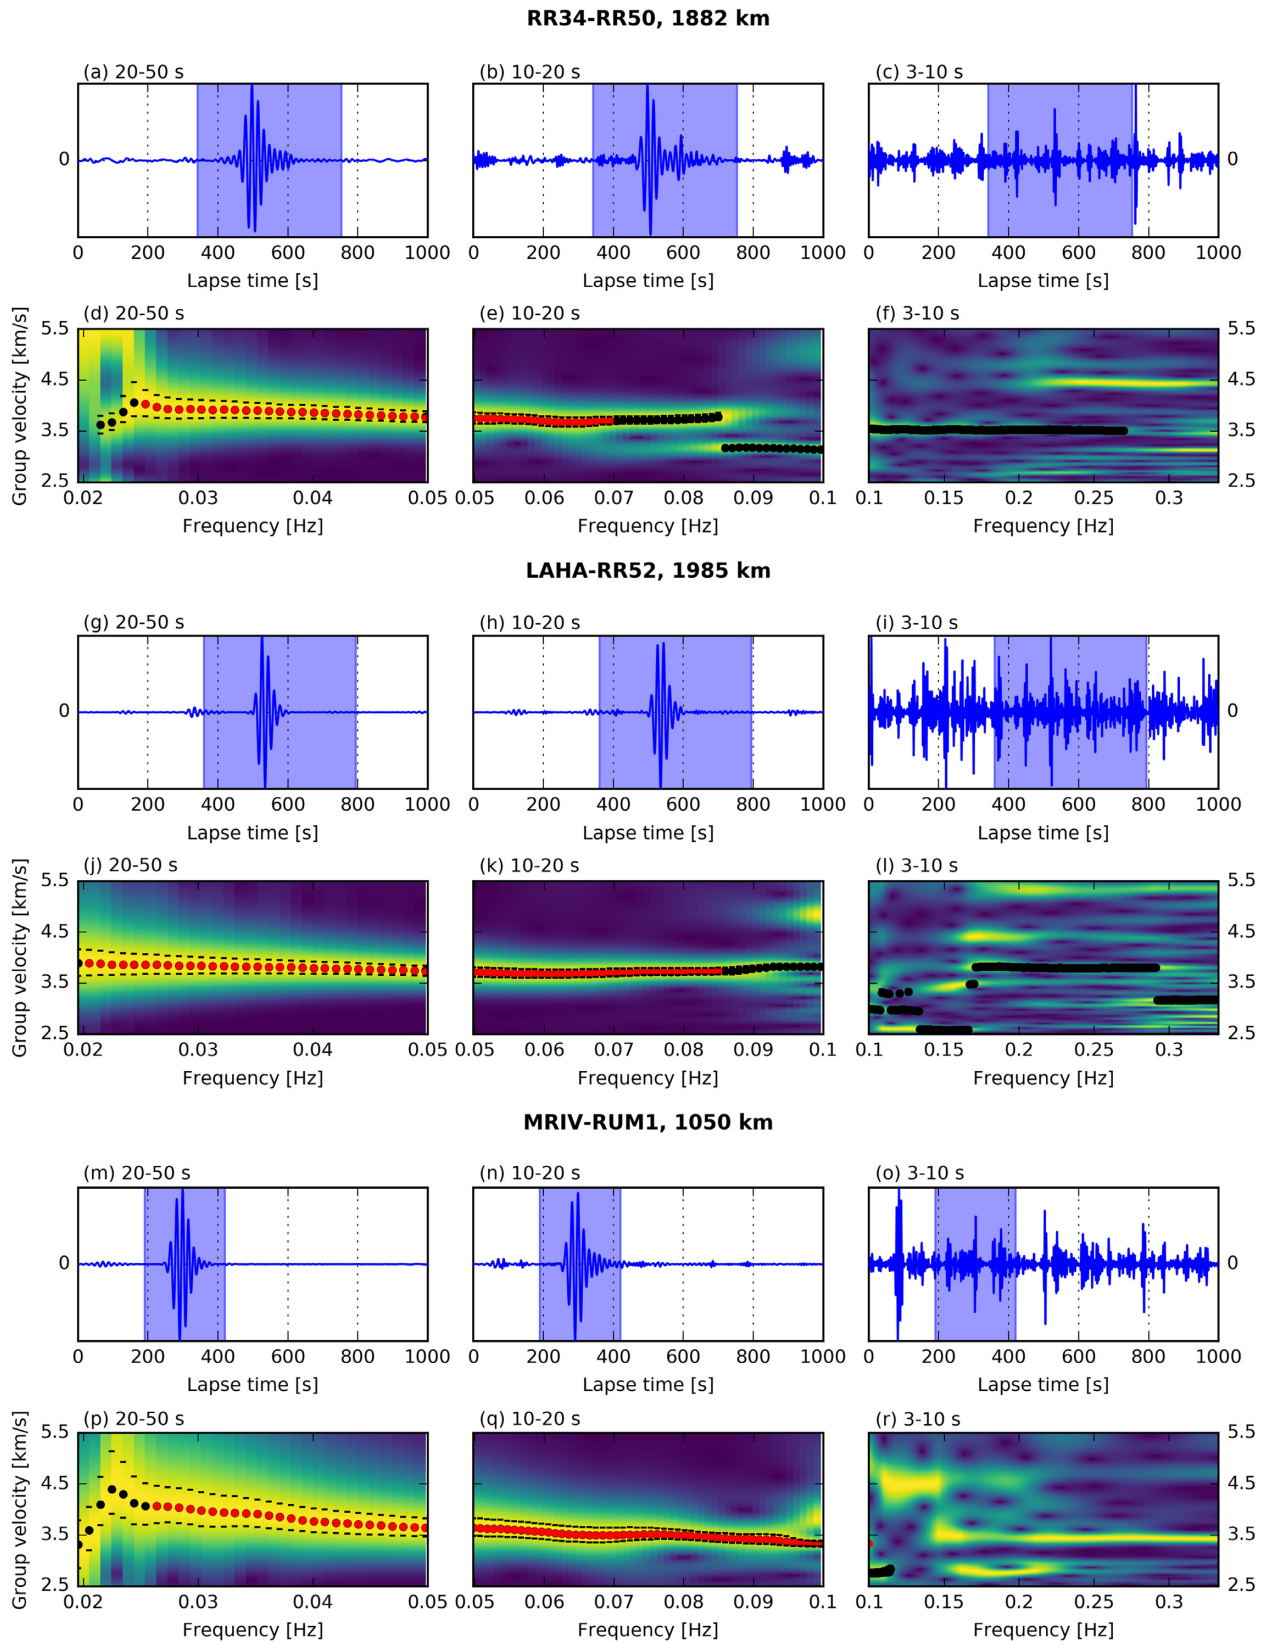 RR34-RR50, 1882 km
(a) 20-50 s (b) 10-20 s (c) 3-10 s
0 0
0 200 400 600 800 1000 0 200 400 600 800 1000 0 200 400 600 800 1000
Lapse time [s] Lapse time [s] Lapse time [s]
(d) 20-50 s (e) 10-20 s (f) 3-10 s
Group velocity [km/s]
5.5 5.5
4.5 4.5
3.5 3.5
2.5 2.5
0.02 0.03 0.04 0.05 0.05 0.06 0.07 0.08 0.09 0.1 0.1 0.15 0.2 0.25 0.3
Frequency [Hz] Frequency [Hz] Frequency [Hz]
LAHA-RR52, 1985 km
(g) 20-50 s (h) 10-20 s (i) 3-10 s
0 0
0 200 400 600 800 1000 0 200 400 600 800 1000 0 200 400 600 800 1000
Lapse time [s] Lapse time [s] Lapse time [s]
(j) 20-50 s (k) 10-20 s (l) 3-10 s
Group velocity [km/s]
5.5 5.5
4.5 4.5
3.5 3.5
2.5 2.5
0.02 0.03 0.04 0.05 0.05 0.06 0.07 0.08 0.09 0.1 0.1 0.15 0.2 0.25 0.3
Frequency [Hz] Frequency [Hz] Frequency [Hz]
MRIV-RUM1, 1050 km
(m) 20-50 s (n) 10-20 s (o) 3-10 s
0 0
0 200 400 600 800 1000 0 200 400 600 800 1000 0 200 400 600 800 1000
Lapse time [s] Lapse time [s] Lapse time [s]
(p) 20-50 s (q) 10-20 s (r) 3-10 s
Group velocity [km/s]
5.5 5.5
4.5 4.5
3.5 3.5
2.5 2.5
0.02 0.03 0.04 0.05 0.05 0.06 0.07 0.08 0.09 0.1 0.1 0.15 0.2 0.25 0.3
Frequency [Hz] Frequency [Hz] Frequency [Hz]